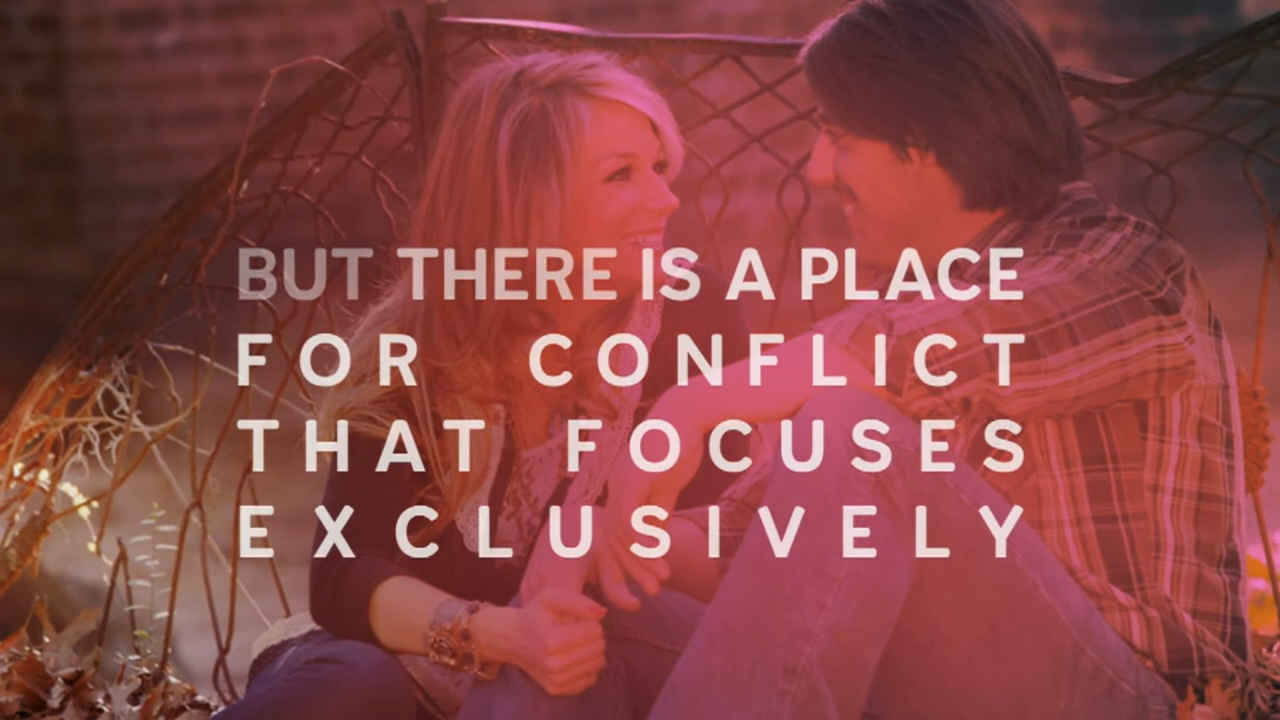 BUT THERE IS A PLACE
FOR CONFLICT
THAT FOCUSES
EXCLUSIVELY